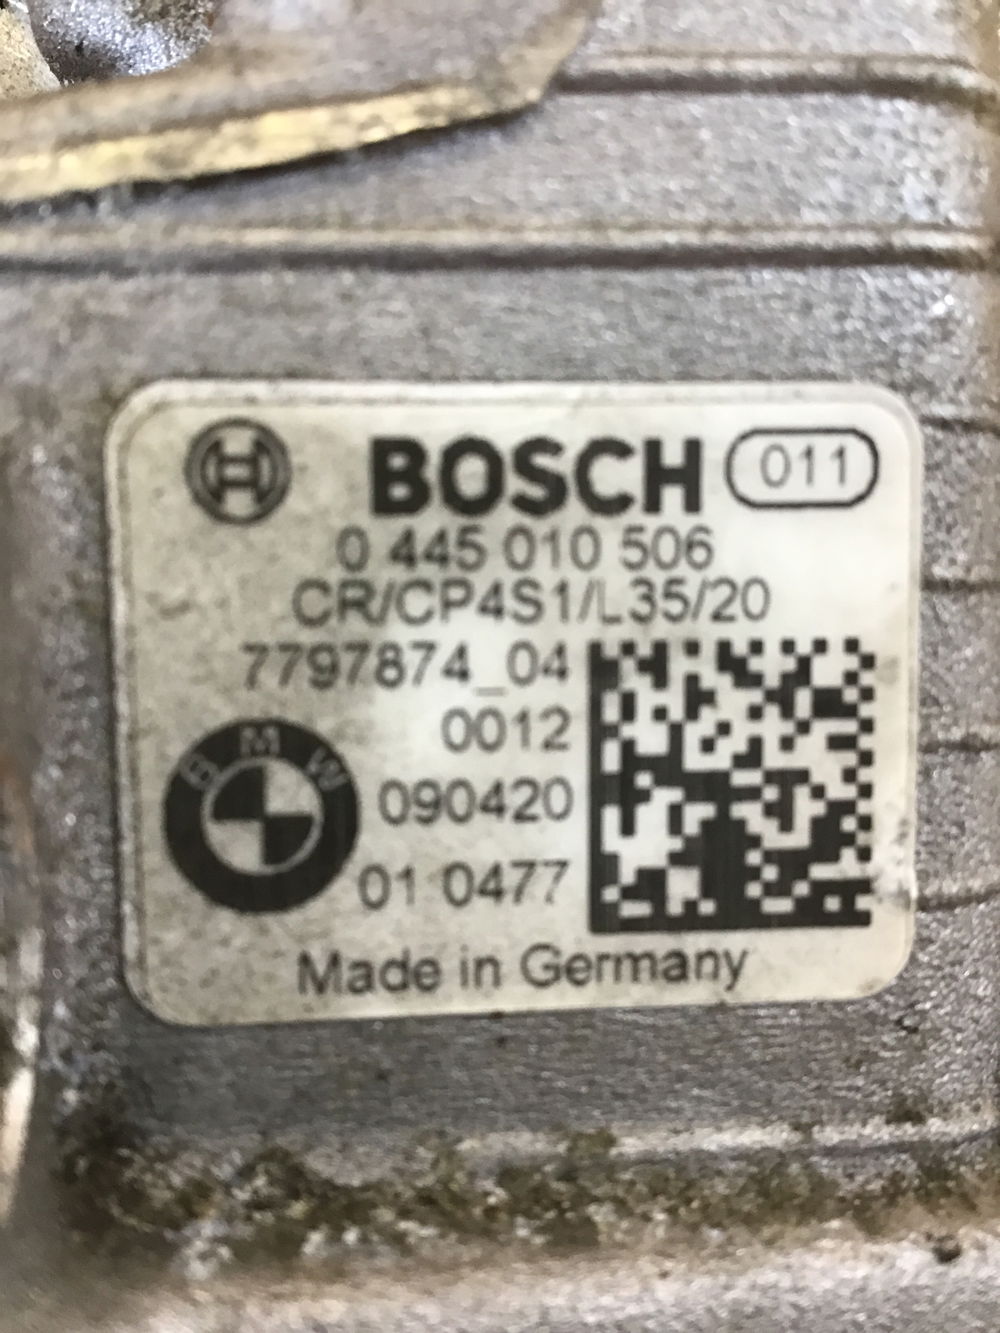 BOSCH 011
0 445 010 506
CR/CP4S1/L35/20
7797874_04
0012
BMW
090420
01 0477
Made in Germany